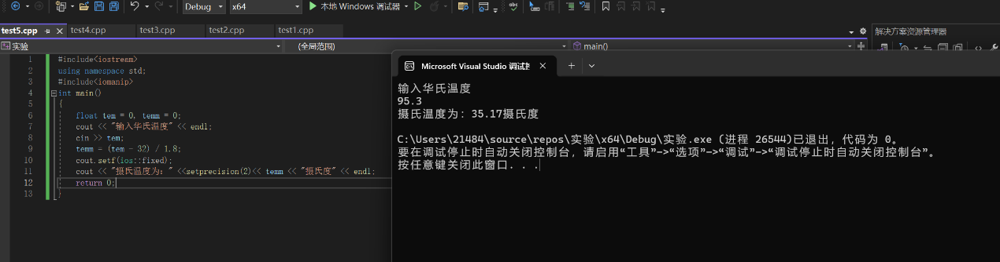 Debug x64 本地 Windows 调试器
test5.cpp test4.cpp test3.cpp test2.cpp test1.cpp
解决方案资源管理器
实验 (全局范围) main()
1 #include<iostream>
2 using namespace std;
3 #include<iomanip>
4 int main()
5 {
6 float tem = 0, temm = 0;
7 cout << "输入华氏温度" << endl;
8 cin >> tem;
9 temm = (tem - 32) / 1.8;
10 cout.setf(ios::fixed);
11 cout << "摄氏温度为：" <<setprecision(2)<< temm << "摄氏度" << endl;
12 return 0;
13 }
Microsoft Visual Studio 调试控
输入华氏温度
95.3
摄氏温度为：35.17摄氏度
C:\Users\21484\source\repos\实验\x64\Debug\实验.exe (进程 26544)已退出，代码为 0。
要在调试停止时自动关闭控制台，请启用“工具”->“选项”->“调试”->“调试停止时自动关闭控制台”。
按任意键关闭此窗口. . .